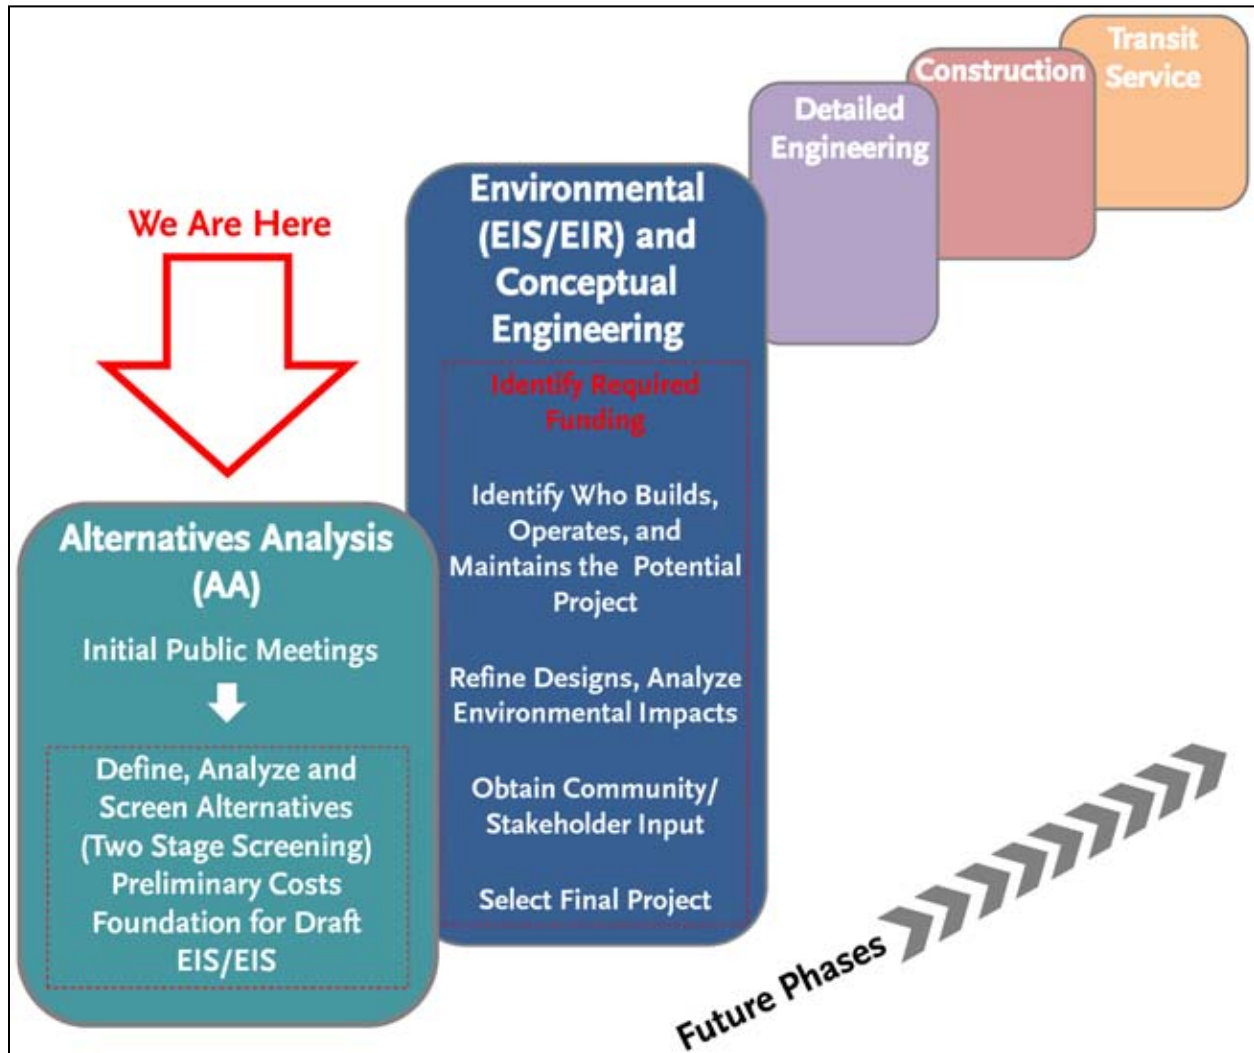 We Are Here
Alternatives Analysis
(AA)
Initial Public Meetings
Define, Analyze and
Screen Alternatives
(Two Stage Screening)
Preliminary Costs
Foundation for Draft
EIS/EIS
Environmental
(EIS/EIR) and
Conceptual
Engineering
Identify Required
Funding
Identify Who Builds,
Operates, and
Maintains the Potential
Project
Refine Designs, Analyze
Environmental Impacts
Obtain Community/
Stakeholder Input
Select Final Project
Detailed
Engineering
Construction
Transit
Service
Future Phases